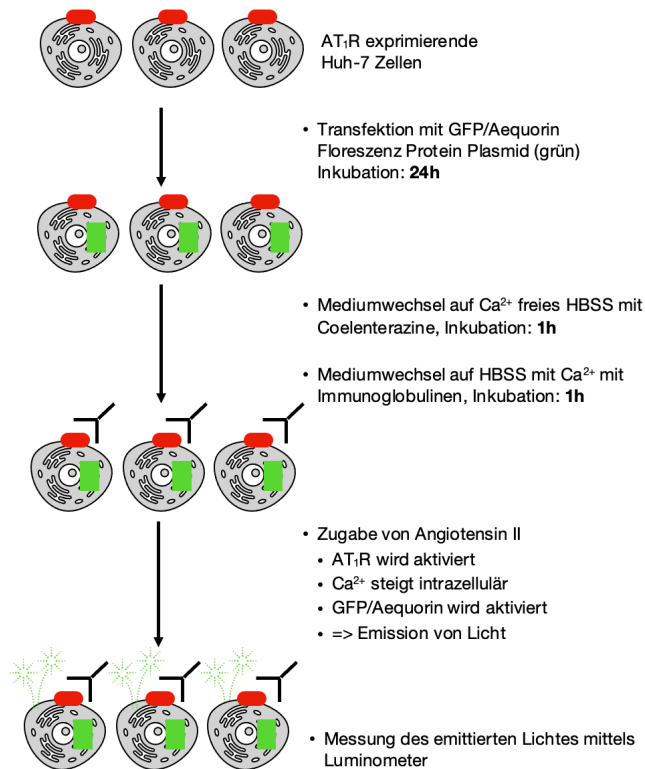 AT₁R exprimierende
Huh-7 Zellen
• Transfektion mit GFP/Aequorin
Floreszenz Protein Plasmid (grün)
Inkubation: 24h
• Mediumwechsel auf Ca²⁺ freies HBSS mit
Coelenterazine, Inkubation: 1h
• Mediumwechsel auf HBSS mit Ca²⁺ mit
Immunoglobulinen, Inkubation: 1h
• Zugabe von Angiotensin II
• AT₁R wird aktiviert
• Ca²⁺ steigt intrazellulär
• GFP/Aequorin wird aktiviert
• => Emission von Licht
• Messung des emittierten Lichtes mittels
Luminometer